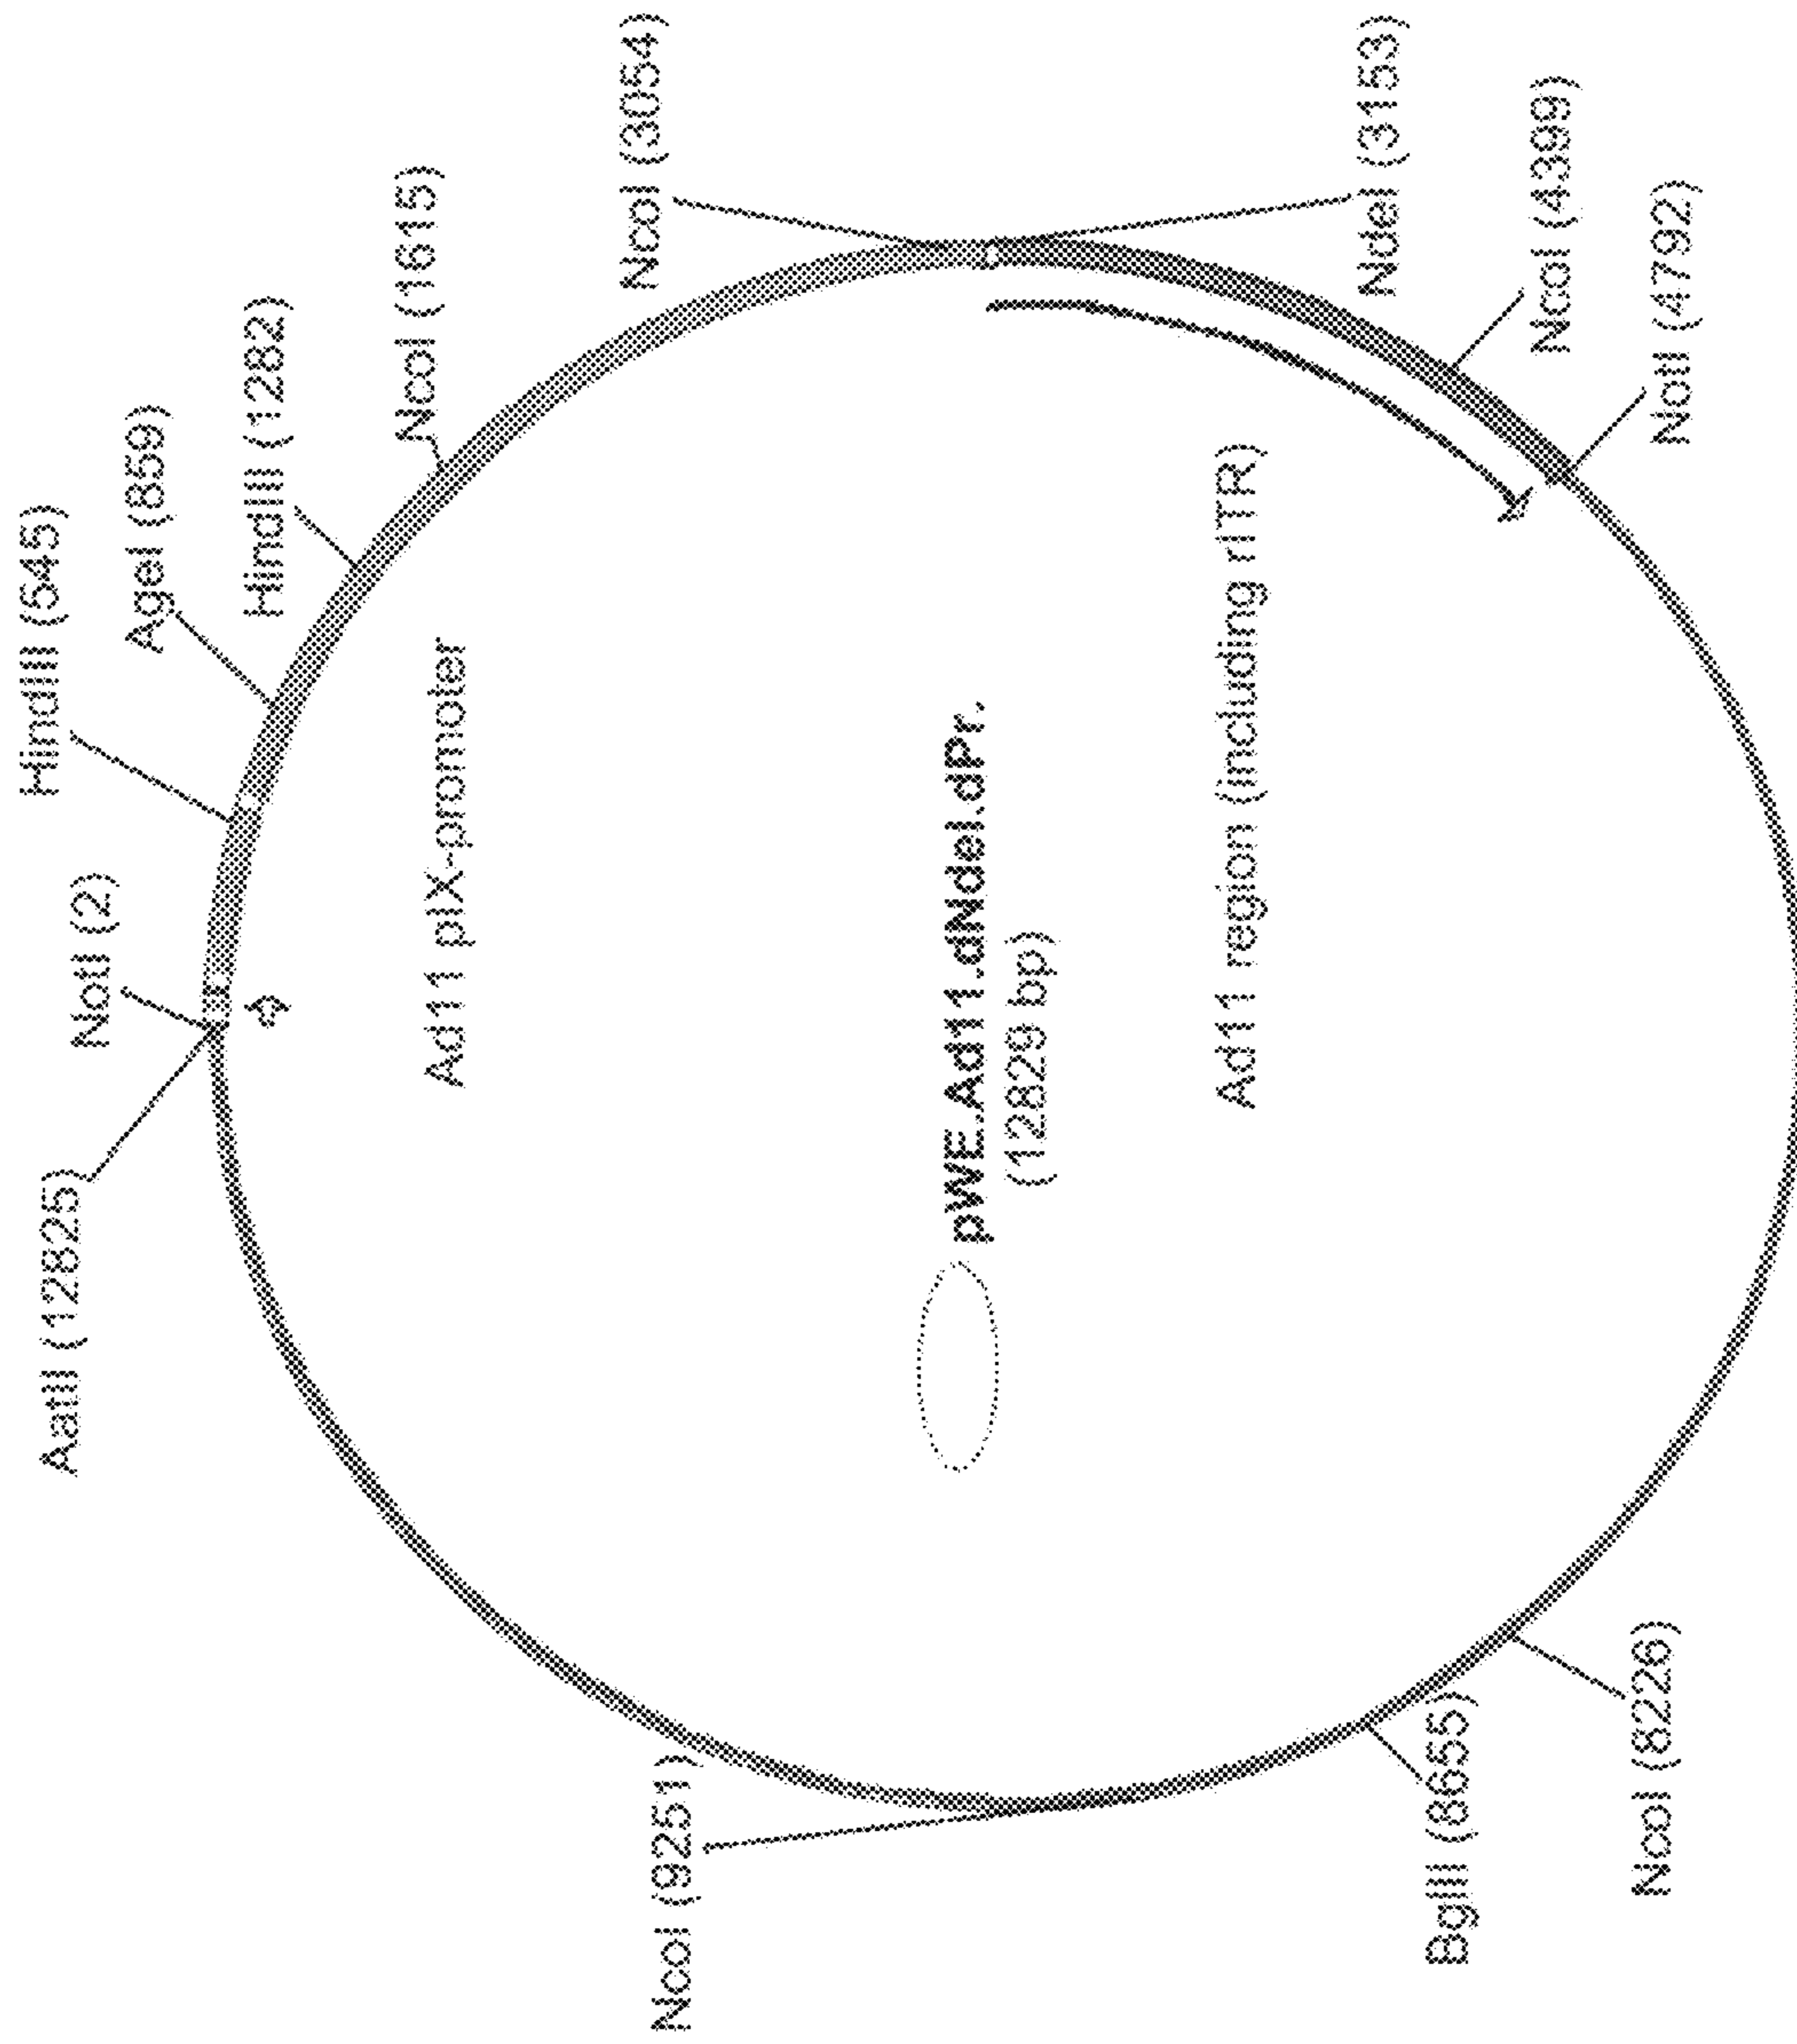 AatII (12825)
NotI (2)
HindIII (545)
AgeI (859)
HindIII (1282)
NcoI (1615)
NcoI (3054)
NdeI (3153)
NcoI (4399)
NotI (4792)
NcoI (8226)
BglII (8655)
NcoI (9251)
Ad11 pIX-promoter
pWE.Ad11.dNdeI.dPr.
(12829 bp)
Ad11 region (including rITR)